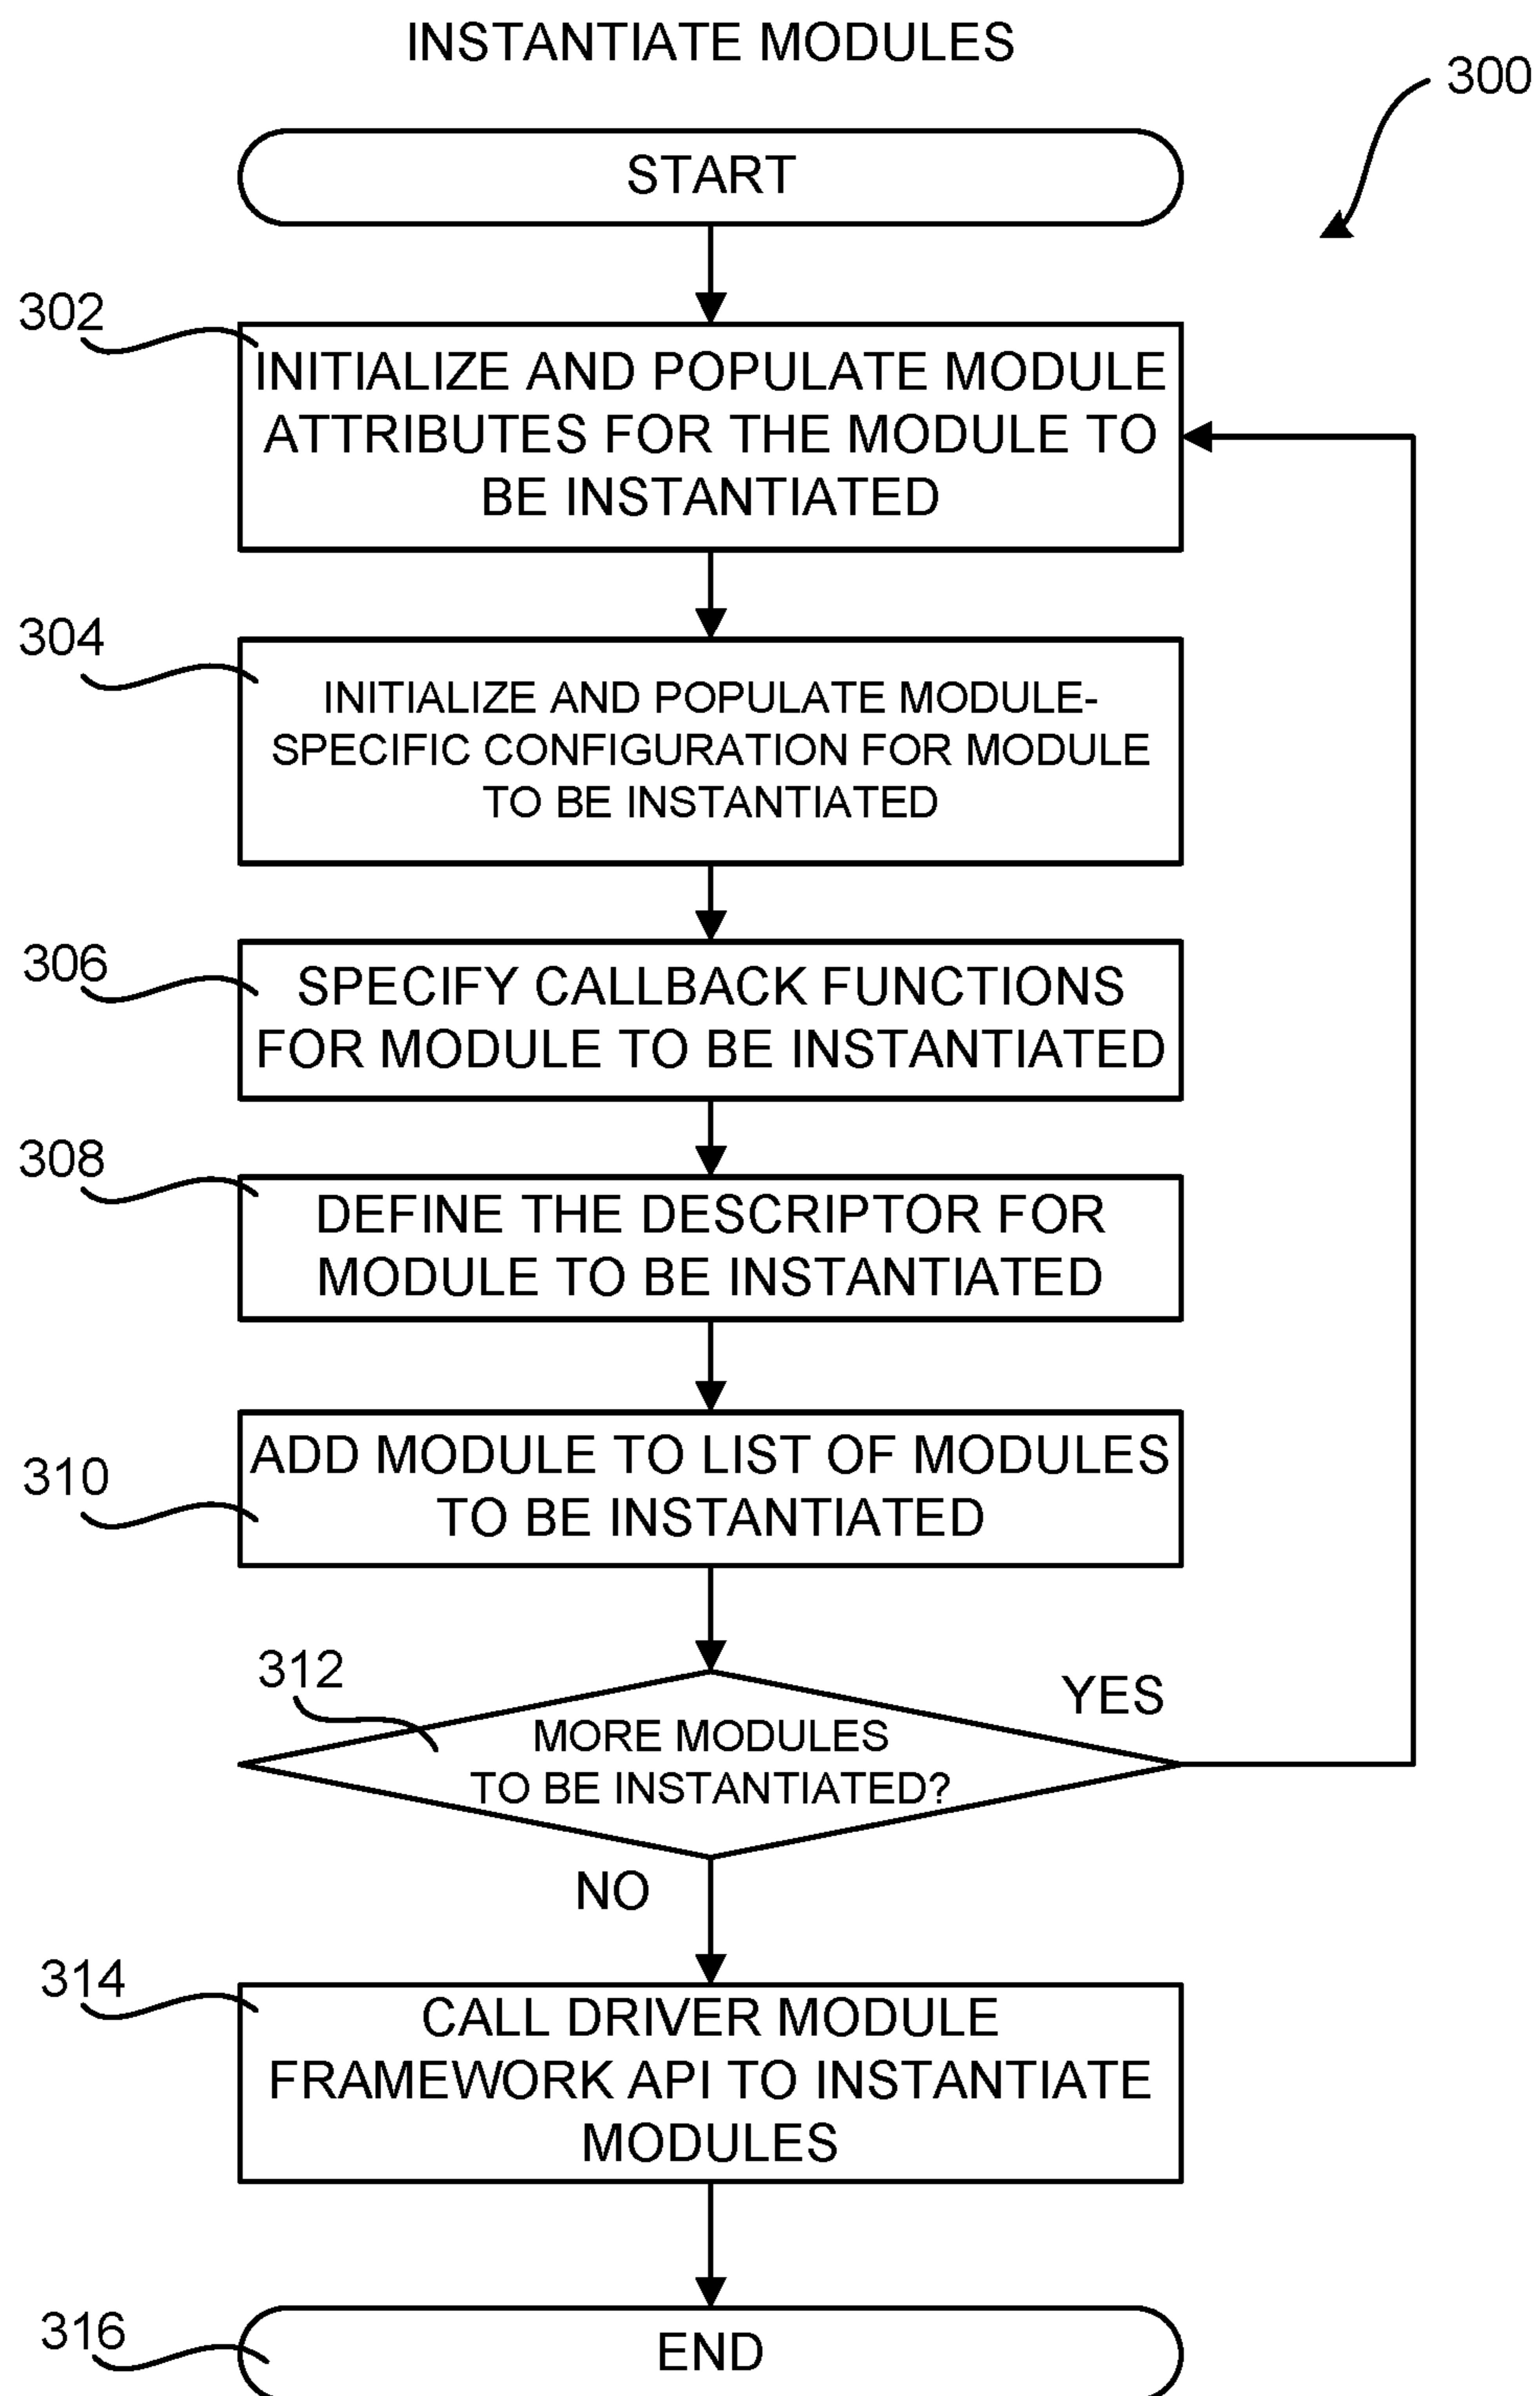 INSTANTIATE MODULES
300
START
302
INITIALIZE AND POPULATE MODULE
ATTRIBUTES FOR THE MODULE TO
BE INSTANTIATED
304
INITIALIZE AND POPULATE MODULE-
SPECIFIC CONFIGURATION FOR MODULE
TO BE INSTANTIATED
306
SPECIFY CALLBACK FUNCTIONS
FOR MODULE TO BE INSTANTIATED
308
DEFINE THE DESCRIPTOR FOR
MODULE TO BE INSTANTIATED
310
ADD MODULE TO LIST OF MODULES
TO BE INSTANTIATED
312
YES
MORE MODULES
TO BE INSTANTIATED?
NO
314
CALL DRIVER MODULE
FRAMEWORK API TO INSTANTIATE
MODULES
316
END